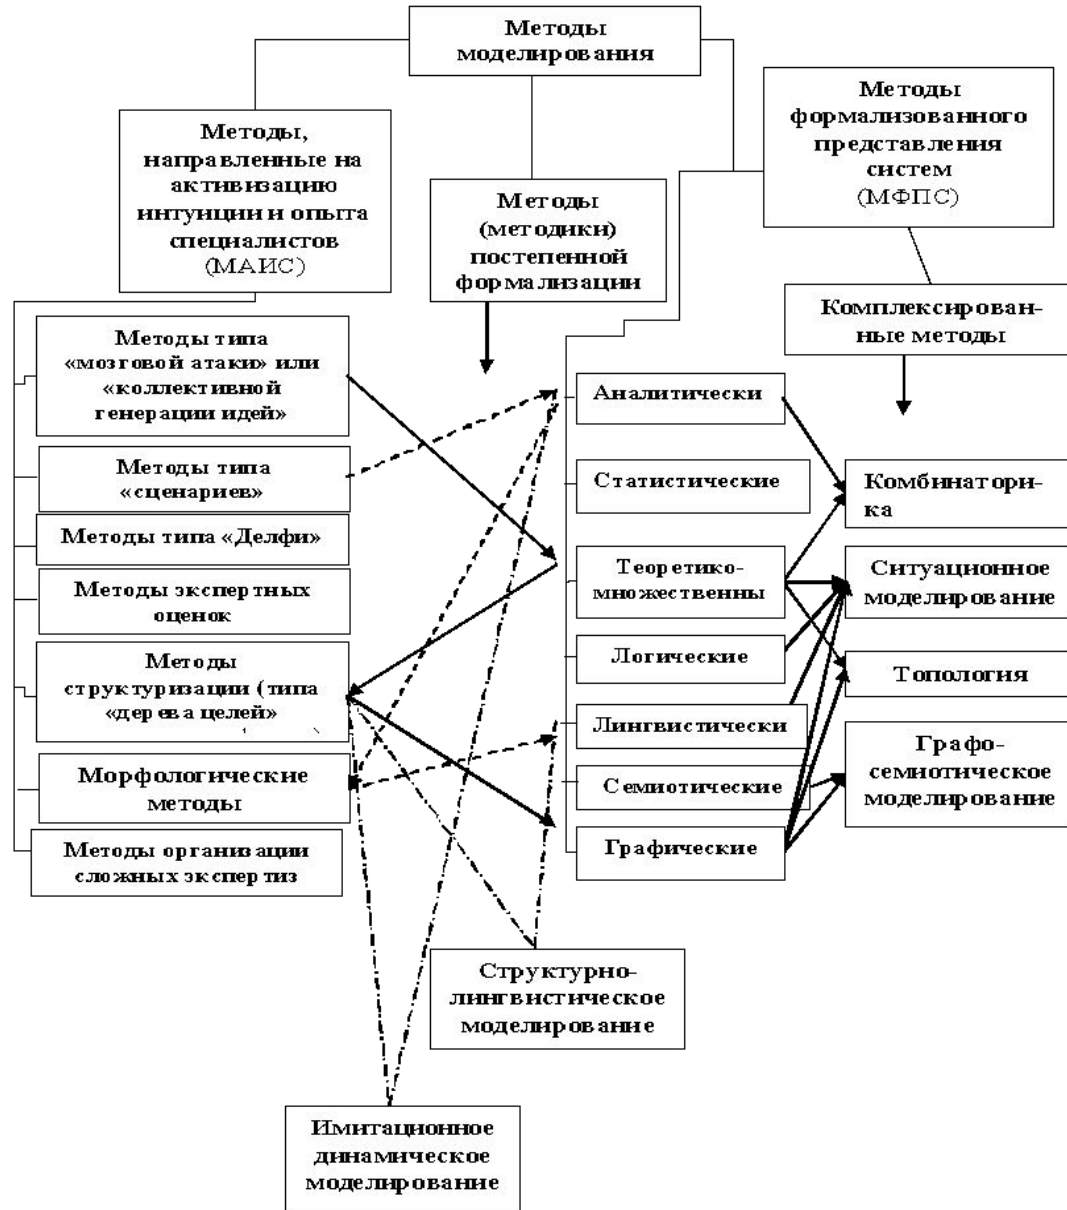 Методы
моделирования
Методы,
направленные на
активизацию
интуиции и опыта
специалистов
(МАИС)
Методы
(методики)
постепенной
формализации
Методы
формализованного
представления
систем
(МФПС)
Комплексирован-
ные методы
Методы типа
«мозговой атаки» или
«коллективной
генерации идей»
Методы типа
«сценариев»
Методы типа «Делфи»
Методы экспертных
оценок
Методы
структуризации (типа
«дерева целей»
Морфологические
методы
Методы организации
сложных экспертиз
Аналитически
Статистические
Теоретико-
множественны
Логические
Лингвистически
Семиотические
Графические
Комбинатори-
ка
Ситуационное
моделирование
Топология
Графо-
семиотическое
моделирование
Структурно-
лингвистическое
моделирование
Имитационное
динамическое
моделирование